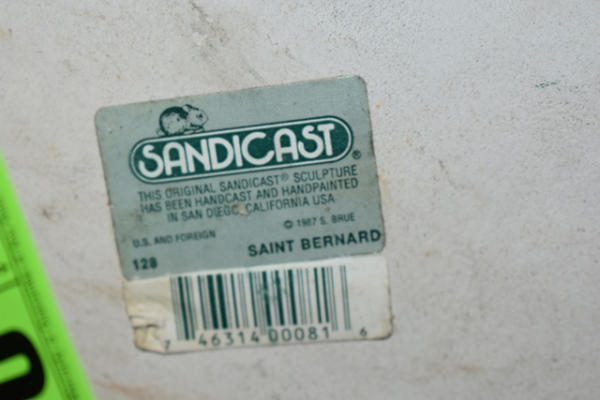 SANDICAST®
THIS ORIGINAL SANDICAST® SCULPTURE
HAS BEEN HANDCAST AND HANDPAINTED
IN SAN DIEGO, CALIFORNIA USA
U.S. AND FOREIGN © 1987 S. BRUE
128 SAINT BERNARD
7 46314 00081 6
0